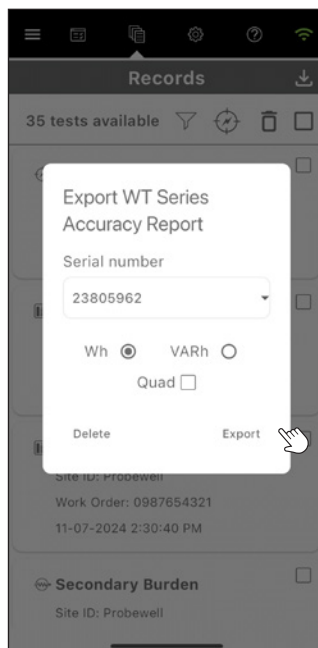 Records
35 tests available
Export WT Series
Accuracy Report
Serial number
23805962
Wh
VARh
Quad
Delete
Export
Site ID: Probewell
Work Order: 0987654321
11-07-2024 2:30:40 PM
Secondary Burden
Site ID: Probewell